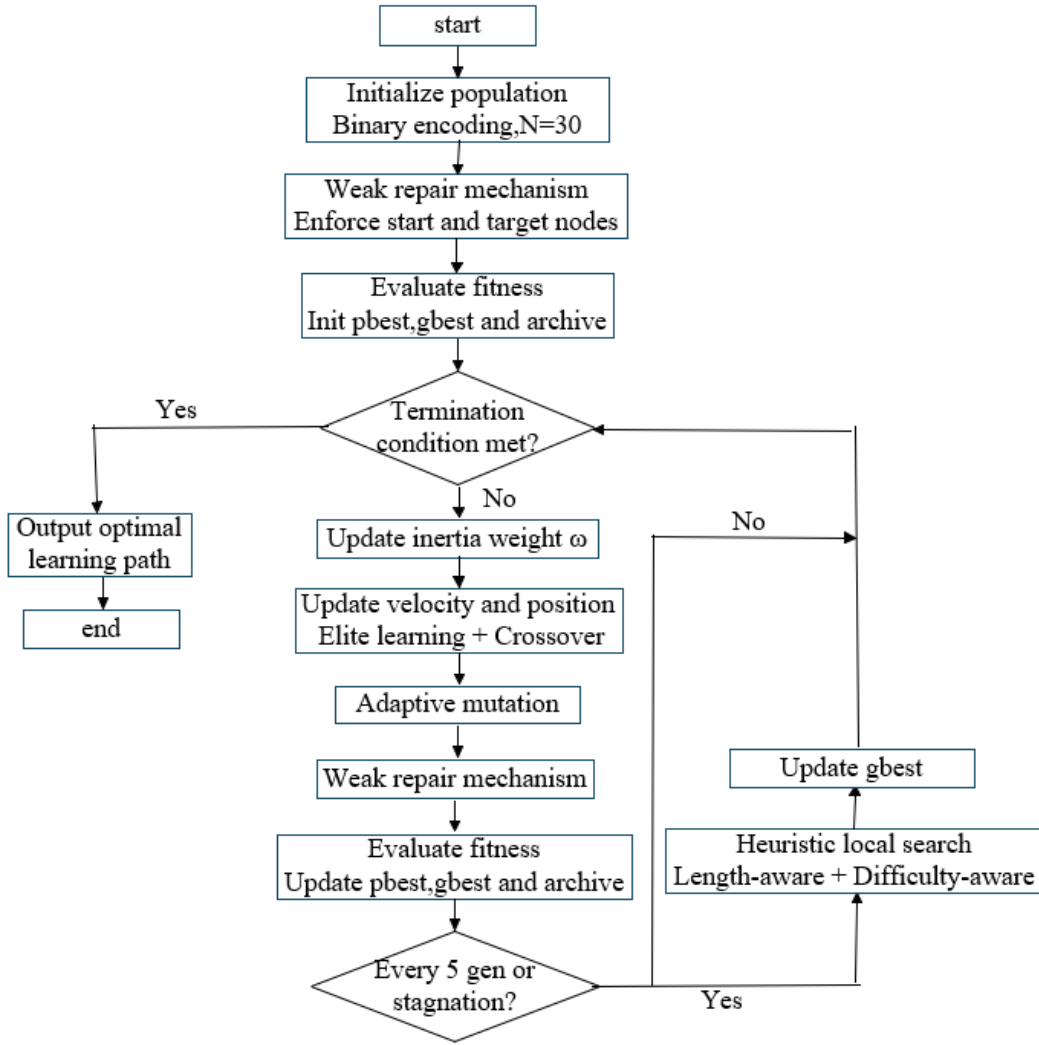 start
Initialize population
Binary encoding,N=30
Weak repair mechanism
Enforce start and target nodes
Evaluate fitness
Init pbest,gbest and archive
Yes
Termination
condition met?
No
Output optimal
learning path
end
Update inertia weight ω
No
Update velocity and position
Elite learning + Crossover
Adaptive mutation
Weak repair mechanism
Update gbest
Evaluate fitness
Update pbest,gbest and archive
Heuristic local search
Length-aware + Difficulty-aware
Every 5 gen or
stagnation?
Yes